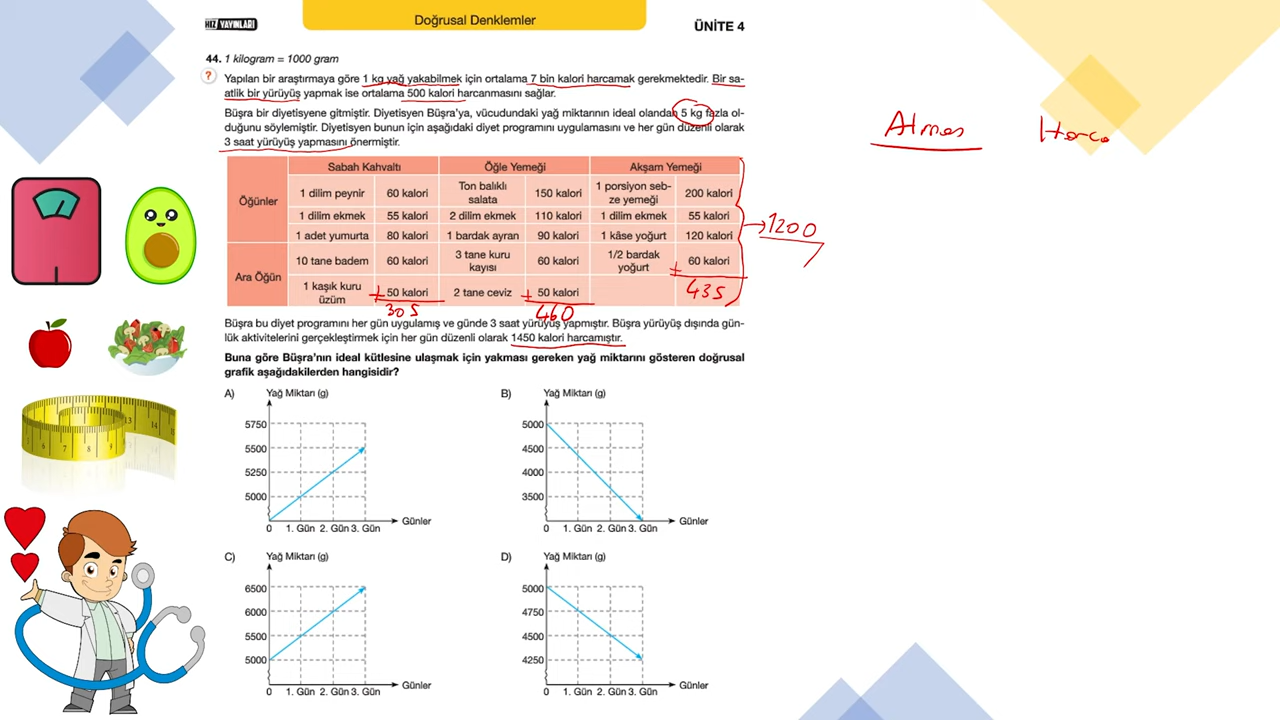 HIZ YAYINLARI
Doğrusal Denklemler
ÜNİTE 4
44. 1 kilogram = 1000 gram
?
Yapılan bir araştırmaya göre 1 kg yağ yakabilmek için ortalama 7 bin kalori harcamak gerekmektedir. Bir sa-
atlik bir yürüyüş yapmak ise ortalama 500 kalori harcanmasını sağlar.
Büşra bir diyetisyene gitmiştir. Diyetisyen Büşra'ya, vücudundaki yağ miktarının ideal olandan 5 kg fazla ol-
duğunu söylemiştir. Diyetisyen bunun için aşağıdaki diyet programını uygulamasını ve her gün düzenli olarak
3 saat yürüyüş yapmasını önermiştir.
Sabah Kahvaltı Öğle Yemeği Akşam Yemeği
Öğünler
1 dilim peynir 60 kalori Ton balıklı salata 150 kalori 1 porsiyon seb-ze yemeği 200 kalori
1 dilim ekmek 55 kalori 2 dilim ekmek 110 kalori 1 dilim ekmek 55 kalori
1 adet yumurta 80 kalori 1 bardak ayran 90 kalori 1 kâse yoğurt 120 kalori
Ara Öğün
10 tane badem 60 kalori 3 tane kuru kayısı 60 kalori 1/2 bardak yoğurt 60 kalori
1 kaşık kuru üzüm 50 kalori 2 tane ceviz 50 kalori
+ 305
+ 460
+ 435
→1200
Büşra bu diyet programını her gün uygulamış ve günde 3 saat yürüyüş yapmıştır. Büşra yürüyüş dışında gün-
lük aktivitelerini gerçekleştirmek için her gün düzenli olarak 1450 kalori harcamıştır.
Buna göre Büşra'nın ideal kütlesine ulaşmak için yakması gereken yağ miktarını gösteren doğrusal
grafik aşağıdakilerden hangisidir?
A) Yağ Miktarı (g)
5750
5500
5250
5000
0 1. Gün 2. Gün 3. Gün Günler
B) Yağ Miktarı (g)
5000
4500
4000
3500
0 1. Gün 2. Gün 3. Gün Günler
C) Yağ Miktarı (g)
6500
6000
5500
5000
0 1. Gün 2. Gün 3. Gün Günler
D) Yağ Miktarı (g)
5000
4750
4500
4250
0 1. Gün 2. Gün 3. Gün Günler
Harca